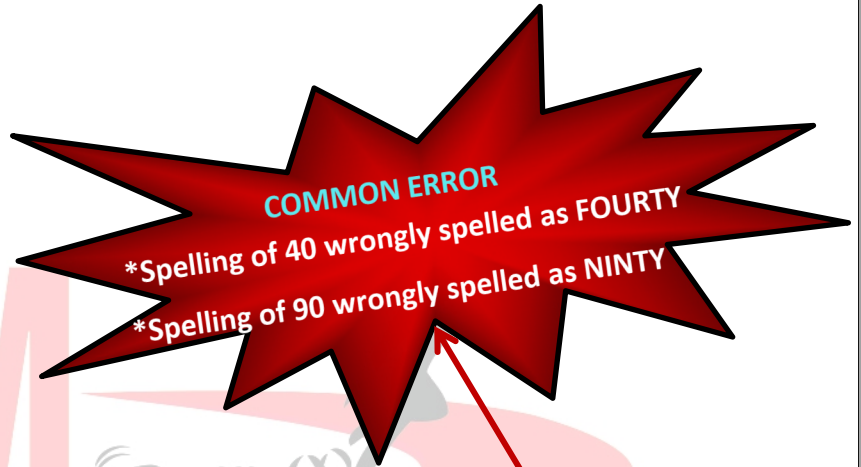 COMMON ERROR
*Spelling of 40 wrongly spelled as FOURTY
*Spelling of 90 wrongly spelled as NINTY